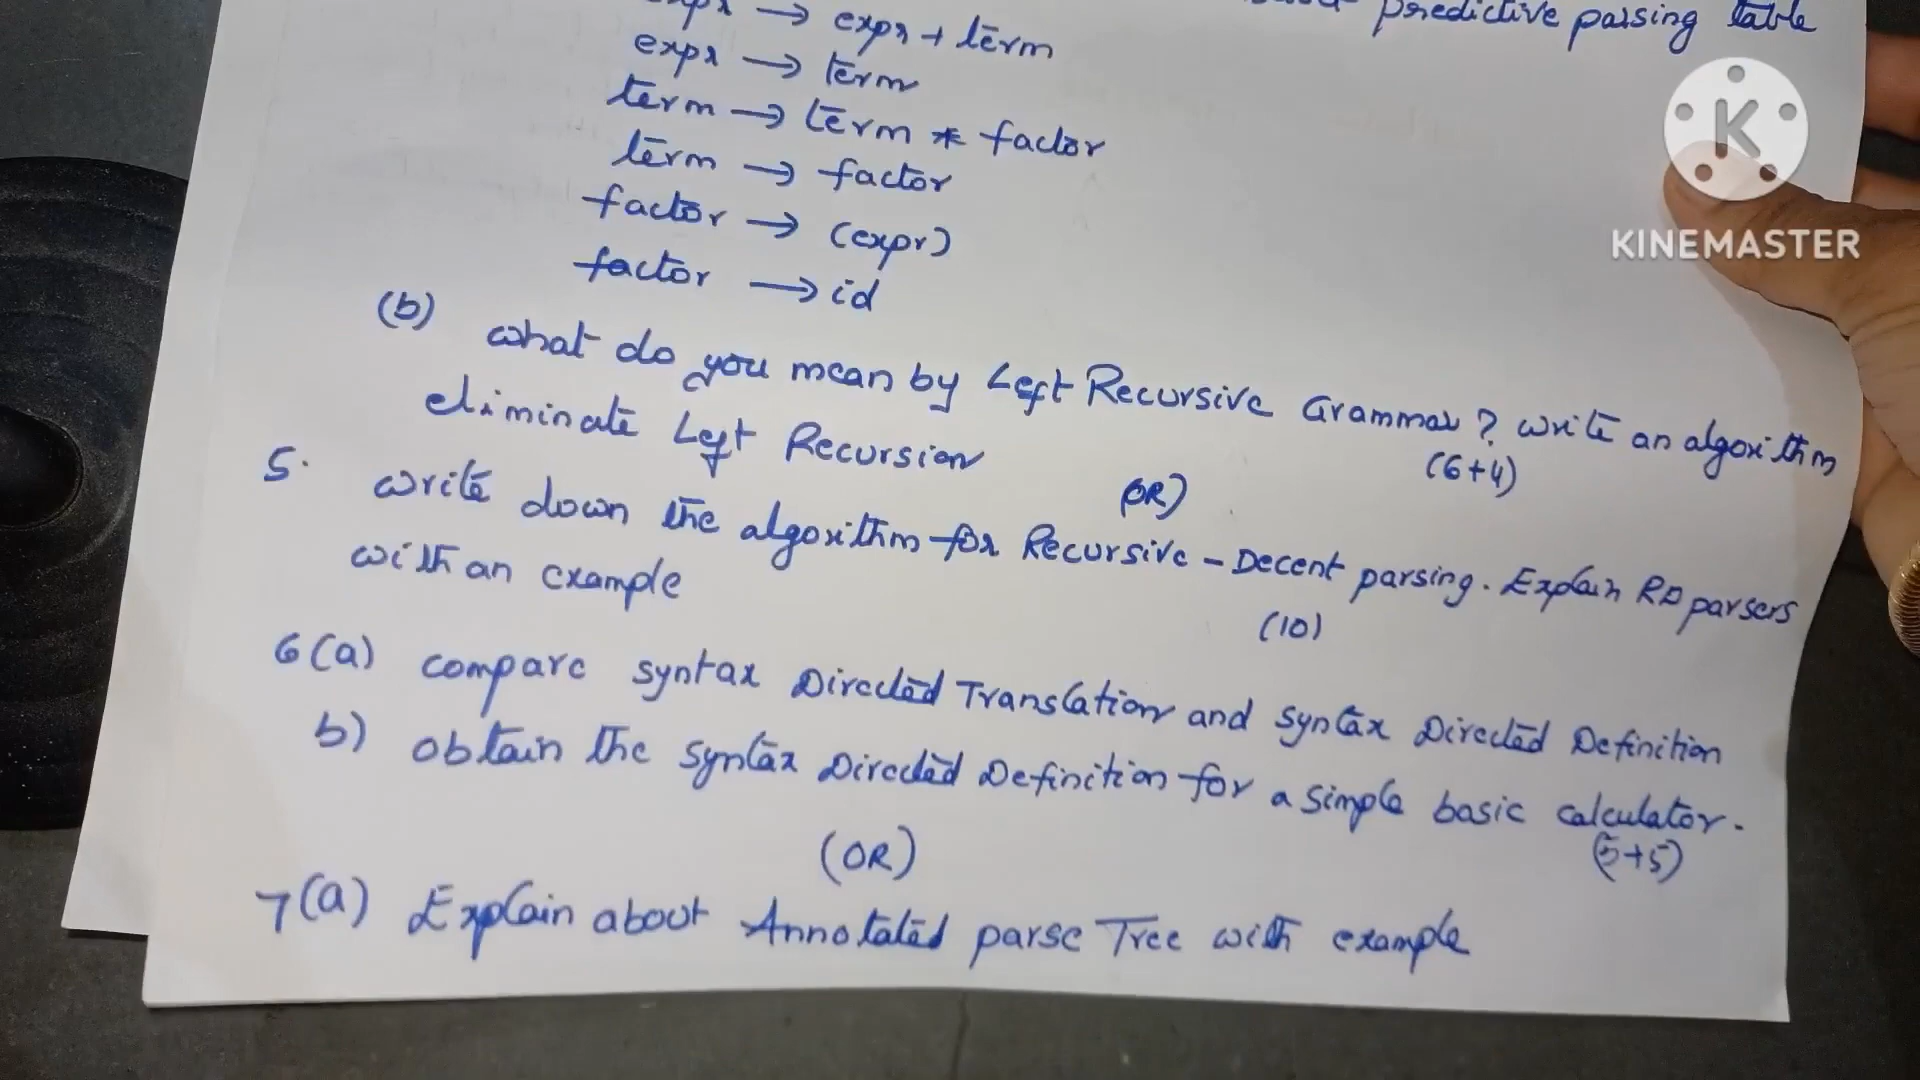 predictive parsing table
expr → expr + term
expr → term
term → term * factor
term → factor
factor → (expr)
factor → id
(b) what do you mean by Left Recursive Grammar? write an algorithm
eliminate Left Recursion
(6+4)
(OR)
5. write down the algorithm for Recursive - Decent parsing. Explain RD parsers
with an example
(10)
6(a) compare syntax Directed Translation and syntax Directed Definition
b) obtain the syntax Directed Definition for a simple basic calculator.
(5+5)
(OR)
7(a) Explain about Annotated parse Tree with example
K
KINEMASTER